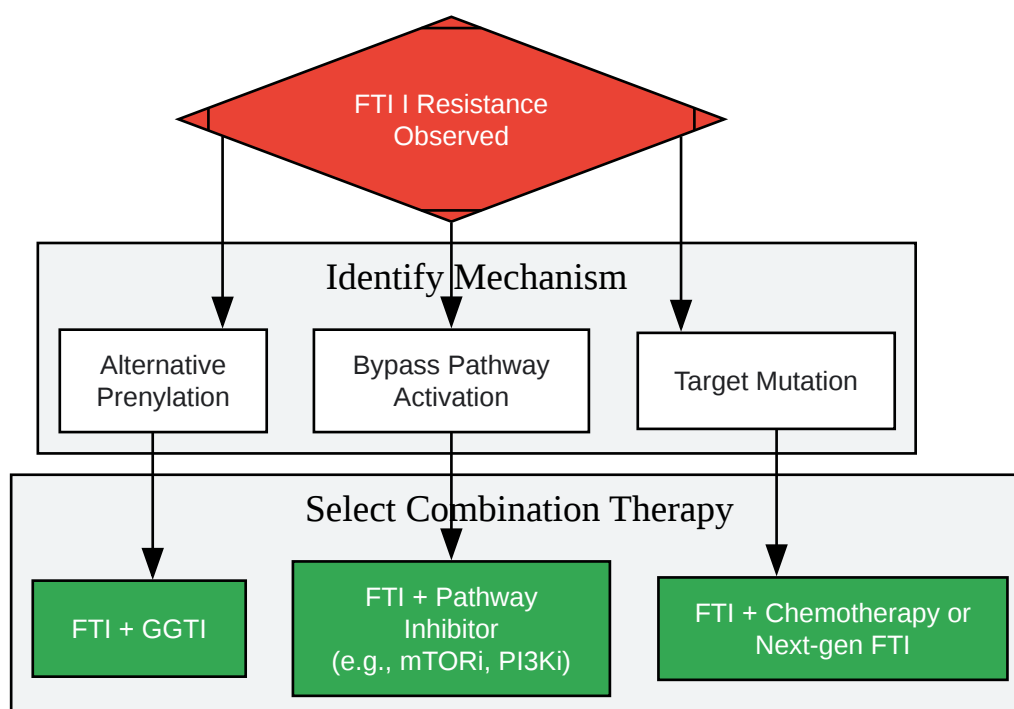 FTI I Resistance
Observed
Identify Mechanism
Alternative
Prenylation
Bypass Pathway
Activation
Target Mutation
Select Combination Therapy
FTI + GGTI
FTI + Pathway
Inhibitor
(e.g., mTORi, PI3Ki)
FTI + Chemotherapy or
Next-gen FTI